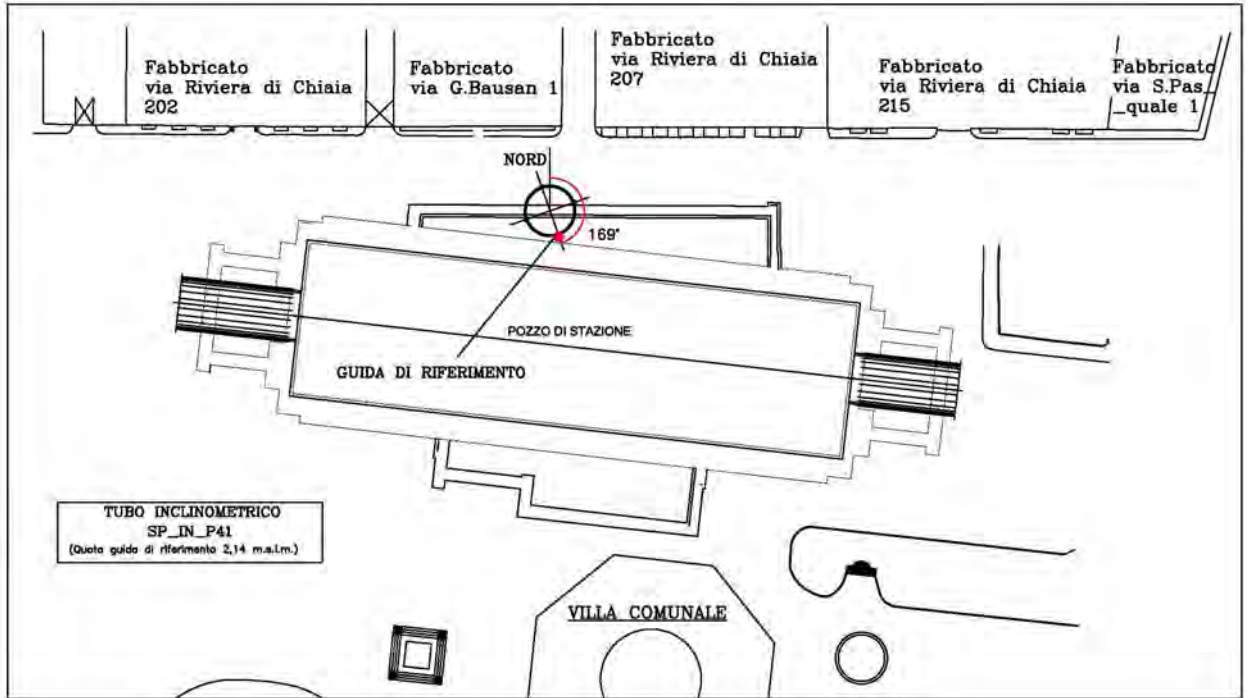 Fabbricato
via Riviera di Chiaia
202
Fabbricato
via G.Bausan 1
Fabbricato
via Riviera di Chiaia
207
Fabbricato
via Riviera di Chiaia
215
Fabbricato
via S.Pas_
_quale 1
NORD
169°
POZZO DI STAZIONE
GUIDA DI RIFERIMENTO
TUBO INCLINOMETRICO
SP_IN_P41
(Quota guida di riferimento 2,14 m.s.l.m.)
VILLA COMUNALE